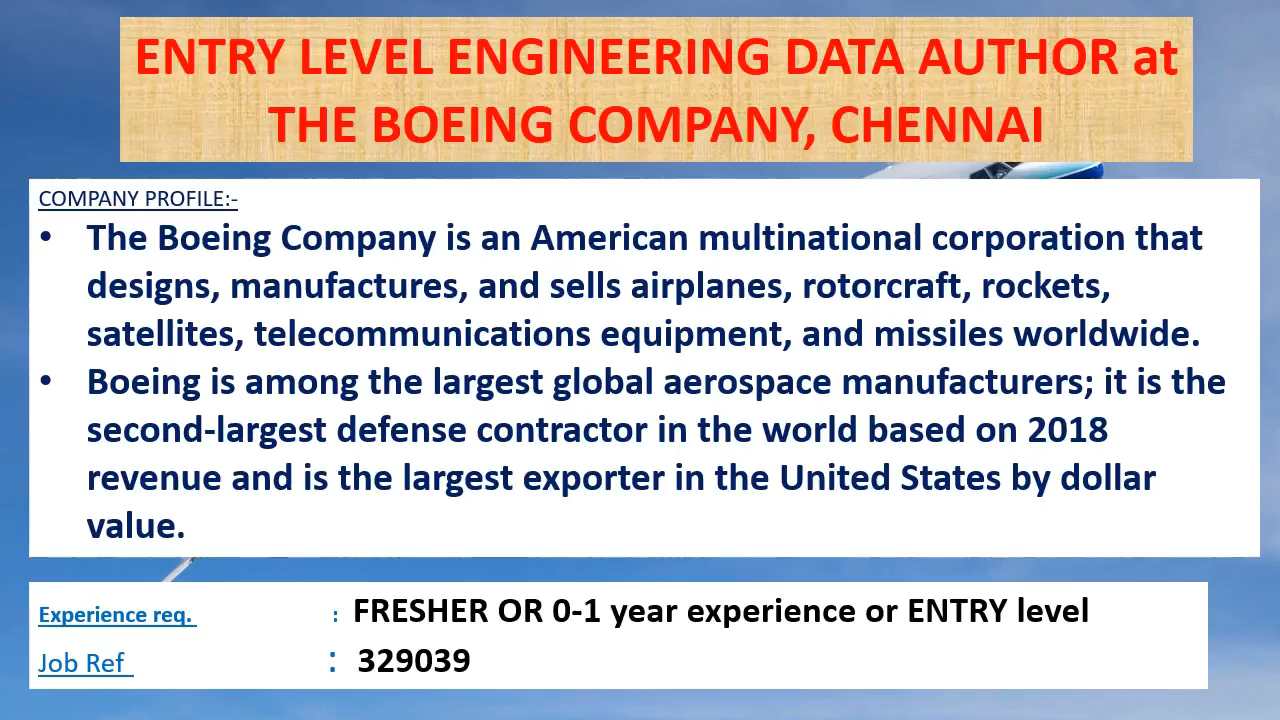 ENTRY LEVEL ENGINEERING DATA AUTHOR at
THE BOEING COMPANY, CHENNAI
COMPANY PROFILE:-
• The Boeing Company is an American multinational corporation that
designs, manufactures, and sells airplanes, rotorcraft, rockets,
satellites, telecommunications equipment, and missiles worldwide.
• Boeing is among the largest global aerospace manufacturers; it is the
second-largest defense contractor in the world based on 2018
revenue and is the largest exporter in the United States by dollar
value.
Experience req. : FRESHER OR 0-1 year experience or ENTRY level
Job Ref : 329039